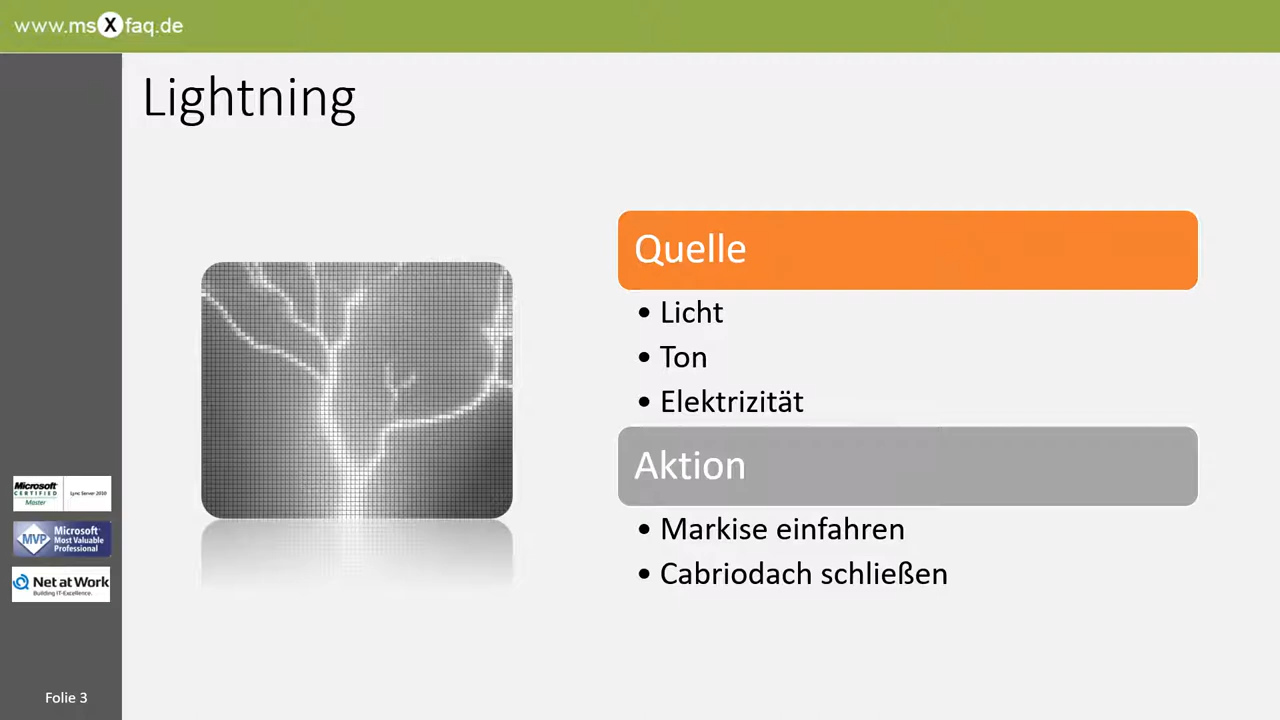 www.msXfaq.de
Lightning
Quelle
• Licht
• Ton
• Elektrizität
Aktion
• Markise einfahren
• Cabriodach schließen
Microsoft
CERTIFIED
Master
Lync Server 2010
Microsoft
MVP
Most Valuable
Professional
Net at Work
Building IT-Excellence.
Folie 3